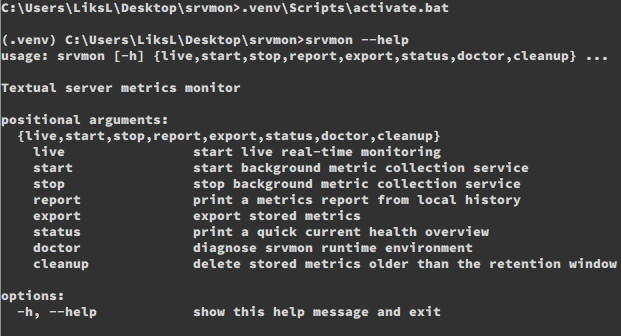 C:\Users\LiksL\Desktop\srvmon>.venv\Scripts\activate.bat
(.venv) C:\Users\LiksL\Desktop\srvmon>srvmon --help
usage: srvmon [-h] {live,start,stop,report,export,status,doctor,cleanup} ...
Textual server metrics monitor
positional arguments:
{live,start,stop,report,export,status,doctor,cleanup}
live start live real-time monitoring
start start background metric collection service
stop stop background metric collection service
report print a metrics report from local history
export export stored metrics
status print a quick current health overview
doctor diagnose srvmon runtime environment
cleanup delete stored metrics older than the retention window
options:
-h, --help show this help message and exit